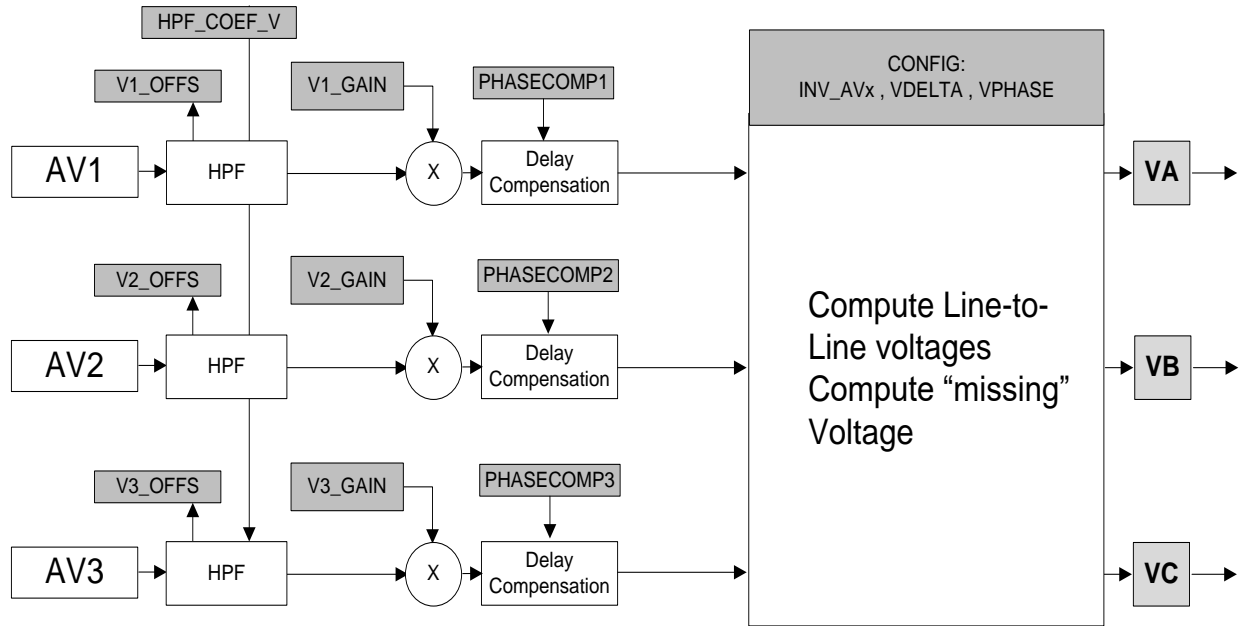 HPF_COEF_V
V1_OFFS
V1_GAIN
PHASECOMP1
CONFIG:
INV_AVx , VDELTA , VPHASE
AV1
HPF
X
Delay
Compensation
VA
V2_OFFS
V2_GAIN
PHASECOMP2
AV2
HPF
X
Delay
Compensation
Compute Line-to-
Line voltages
Compute “missing”
Voltage
VB
V3_OFFS
V3_GAIN
PHASECOMP3
AV3
HPF
X
Delay
Compensation
VC